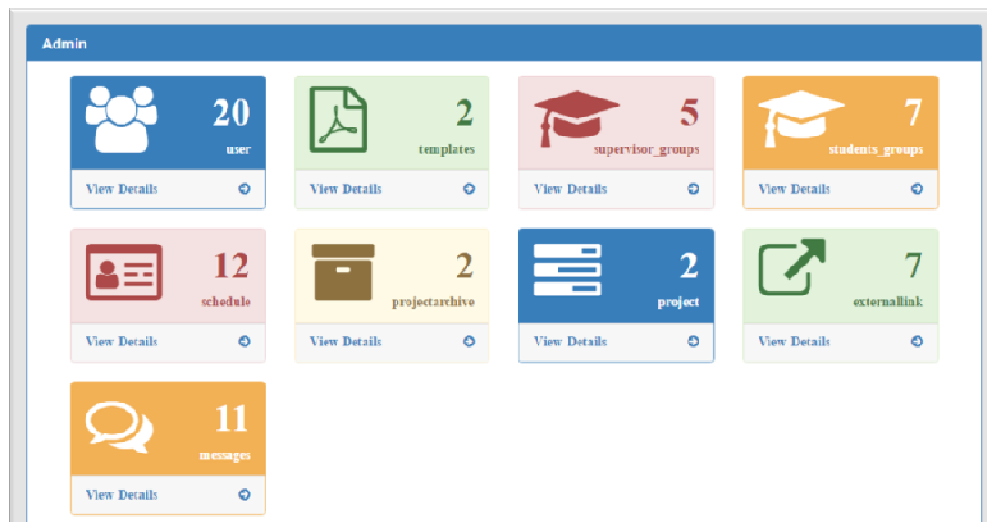 Admin
20
user
View Details
2
templates
View Details
5
supervisor_groups
View Details
7
students_groups
View Details
12
schedule
View Details
2
projectarchive
View Details
2
project
View Details
7
externallink
View Details
11
messages
View Details